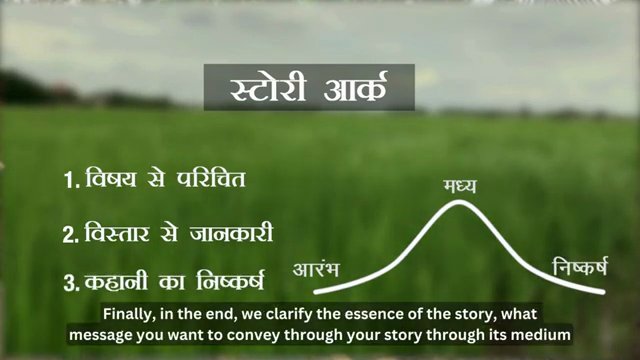 स्टोरी आर्क
1. विषय से परिचित
2. विस्तार से जानकारी
3. कहानी का निष्कर्ष
मध्य
आरंभ
निष्कर्ष
Finally, in the end, we clarify the essence of the story, what
message you want to convey through your story through its medium